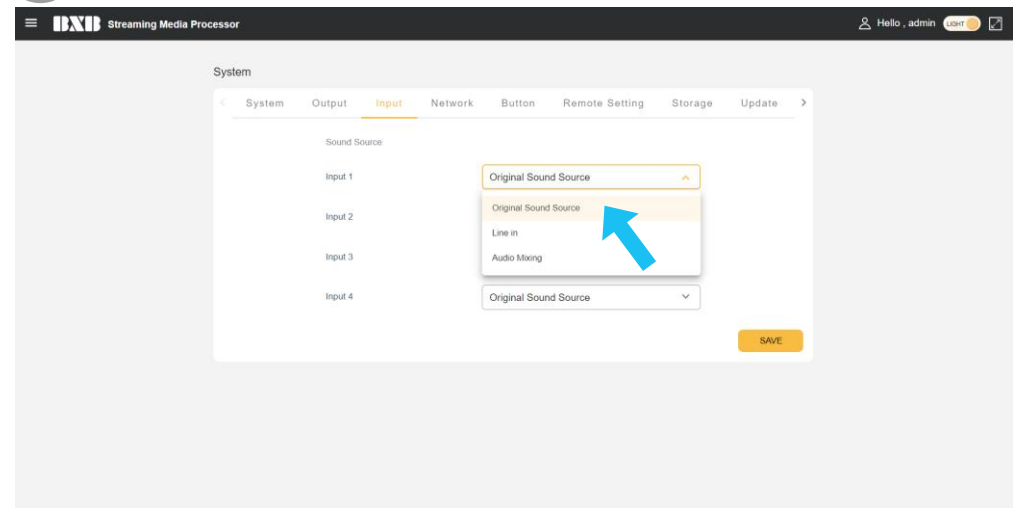 BXB Streaming Media Processor Hello , admin LIGHT
System
System Output Input Network Button Remote Setting Storage Update
Sound Source
Input 1 Original Sound Source
Original Sound Source
Input 2
Line in
Input 3 Audio Mixing
Input 4 Original Sound Source
SAVE